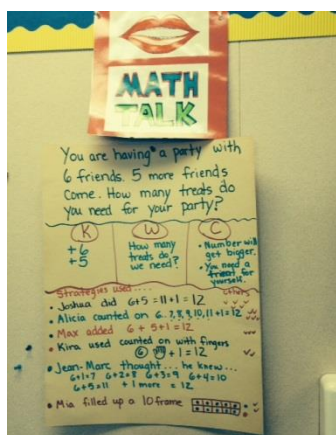 MATH
TALK
You are having a party with
6 friends. 5 more friends
come. How many treats do
you need for your party?
K W C
+6
+5
How many
treats do
we need?
• Number will
get bigger.
• You need a
treat for
yourself.
Strategies used....
others
• Joshua did 6+5=11+1=12
• Alicia counted on 6..7,8,9,10,11+1=12
• Max added 6+5+1=12
• Kira used counted on with fingers
6 +1=12
• Jean-Marc thought... he knew...
6+1=7 6+2=8 6+3=9 6+4=10
6+5=11 +1 more = 12
• Mia filled up a 10 frame